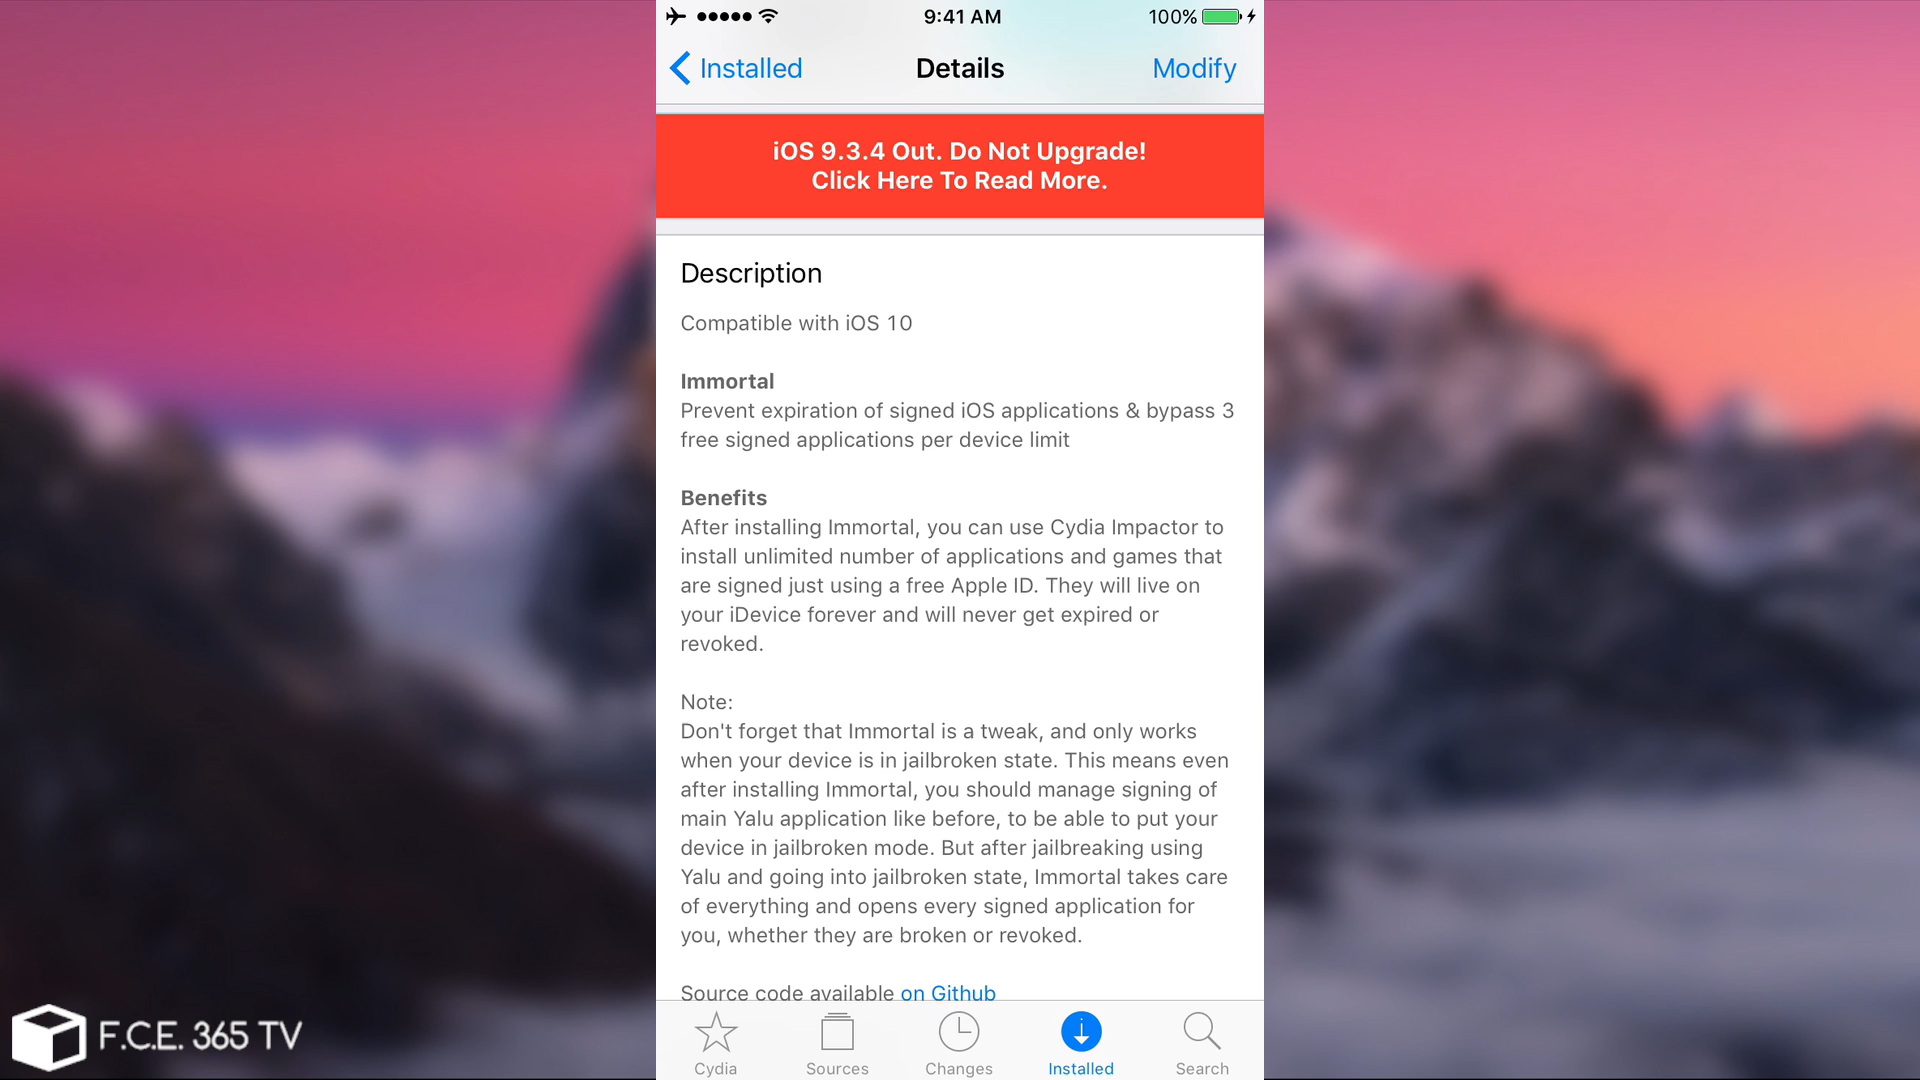 9:41 AM
100%
Installed
Details
Modify
iOS 9.3.4 Out. Do Not Upgrade!
Click Here To Read More.
Description
Compatible with iOS 10
Immortal
Prevent expiration of signed iOS applications & bypass 3
free signed applications per device limit
Benefits
After installing Immortal, you can use Cydia Impactor to
install unlimited number of applications and games that
are signed just using a free Apple ID. They will live on
your iDevice forever and will never get expired or
revoked.
Note:
Don't forget that Immortal is a tweak, and only works
when your device is in jailbroken state. This means even
after installing Immortal, you should manage signing of
main Yalu application like before, to be able to put your
device in jailbroken mode. But after jailbreaking using
Yalu and going into jailbroken state, Immortal takes care
of everything and opens every signed application for
you, whether they are broken or revoked.
Source code available on Github
Cydia
Sources
Changes
Installed
Search
F.C.E. 365 TV